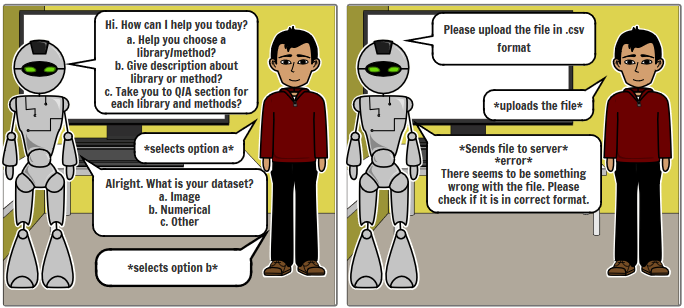 Hi. How can I help you today?
a. Help you choose a
library/method?
b. Give description about
library or method?
c. Take you to Q/A section for
each library and methods?
*selects option a*
Alright. What is your dataset?
a. Image
b. Numerical
c. Other
*selects option b*
Please upload the file in .csv
format
*uploads the file*
*Sends file to server*
*error*
There seems to be something
wrong with the file. Please
check if it is in correct format.